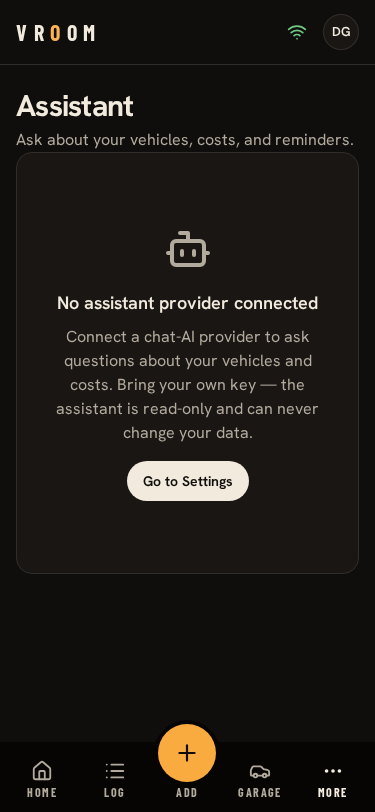 VROOM
DG
Assistant
Ask about your vehicles, costs, and reminders.
No assistant provider connected
Connect a chat-AI provider to ask
questions about your vehicles and
costs. Bring your own key — the
assistant is read-only and can never
change your data.
Go to Settings
HOME
LOG
ADD
GARAGE
MORE